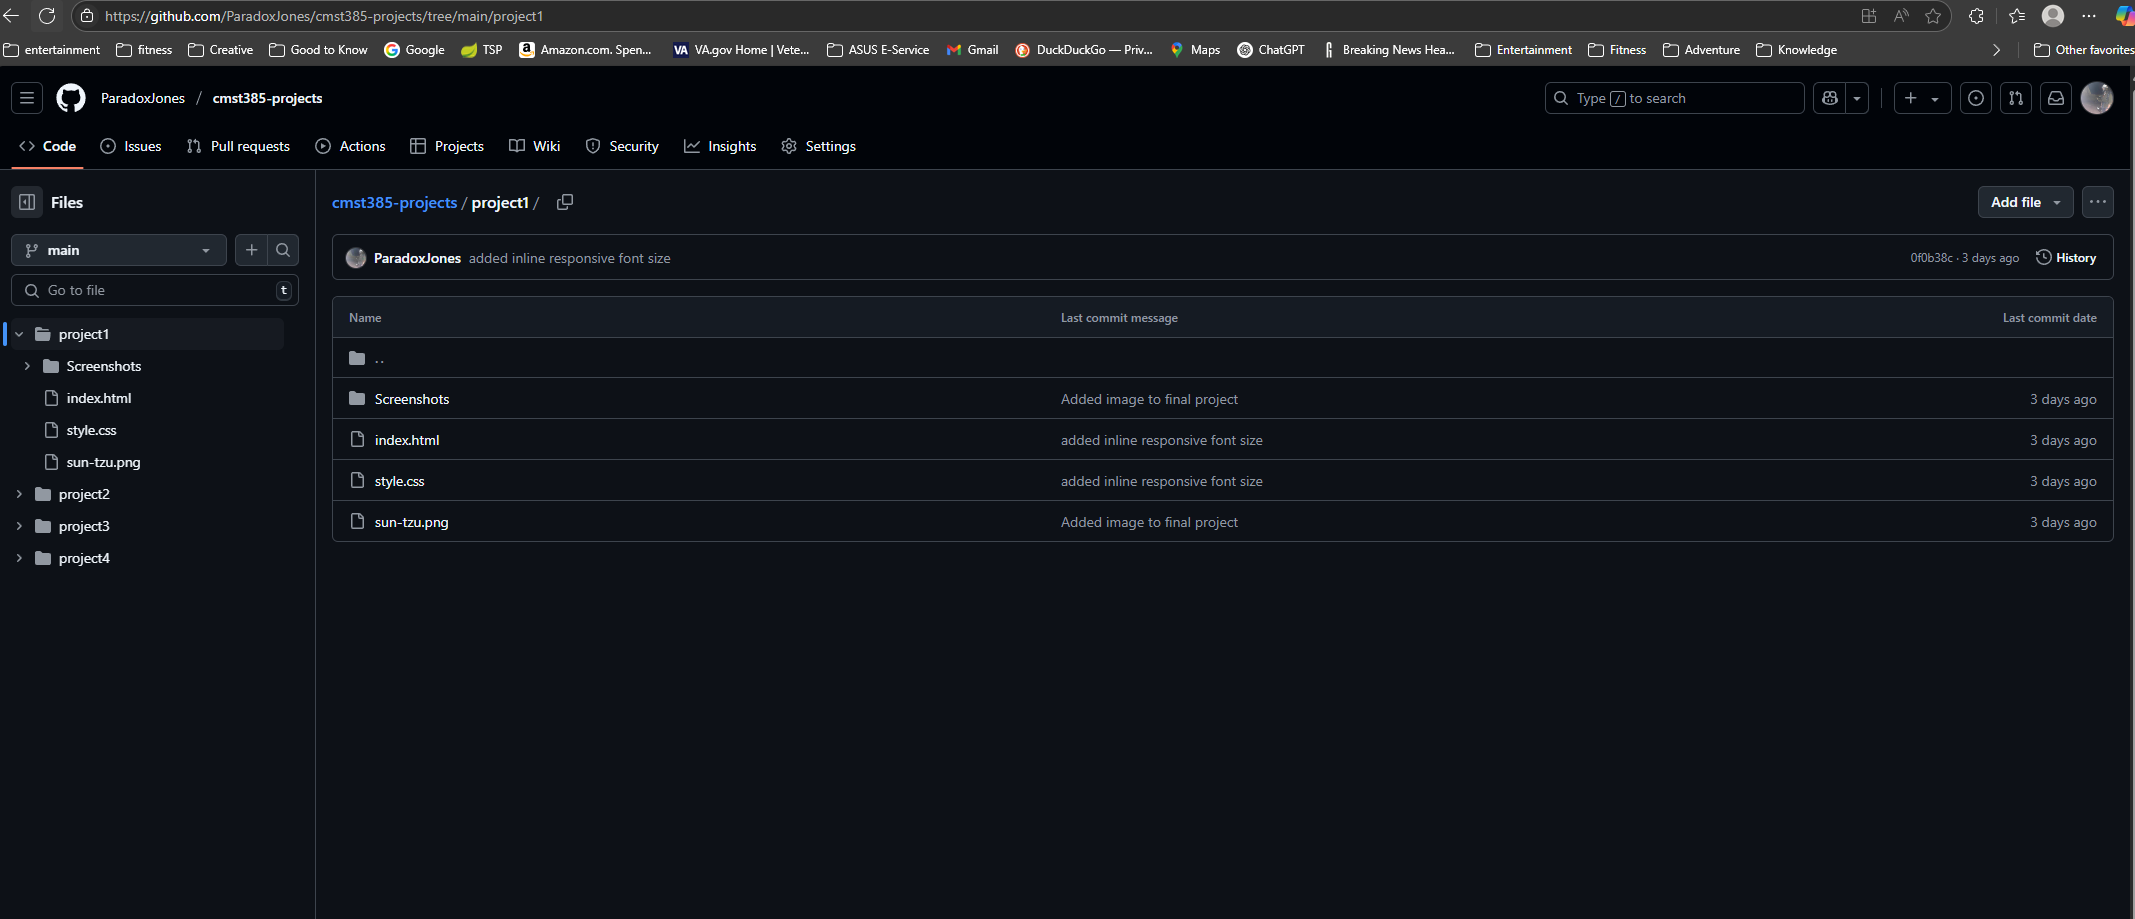 https://github.com/ParadoxJones/cmst385-projects/tree/main/project1
entertainment fitness Creative Good to Know Google TSP Amazon.com. Spen... VA VA.gov Home | Vete... ASUS E-Service Gmail DuckDuckGo — Priv... Maps ChatGPT Breaking News Hea... Entertainment Fitness Adventure Knowledge Other favorites
ParadoxJones / cmst385-projects Type / to search
Code Issues Pull requests Actions Projects Wiki Security Insights Settings
Files
cmst385-projects / project1 /
Add file
main
Go to file t
project1
Screenshots
index.html
style.css
sun-tzu.png
project2
project3
project4
ParadoxJones added inline responsive font size 0f0b38c · 3 days ago History
Name Last commit message Last commit date
..
Screenshots Added image to final project 3 days ago
index.html added inline responsive font size 3 days ago
style.css added inline responsive font size 3 days ago
sun-tzu.png Added image to final project 3 days ago